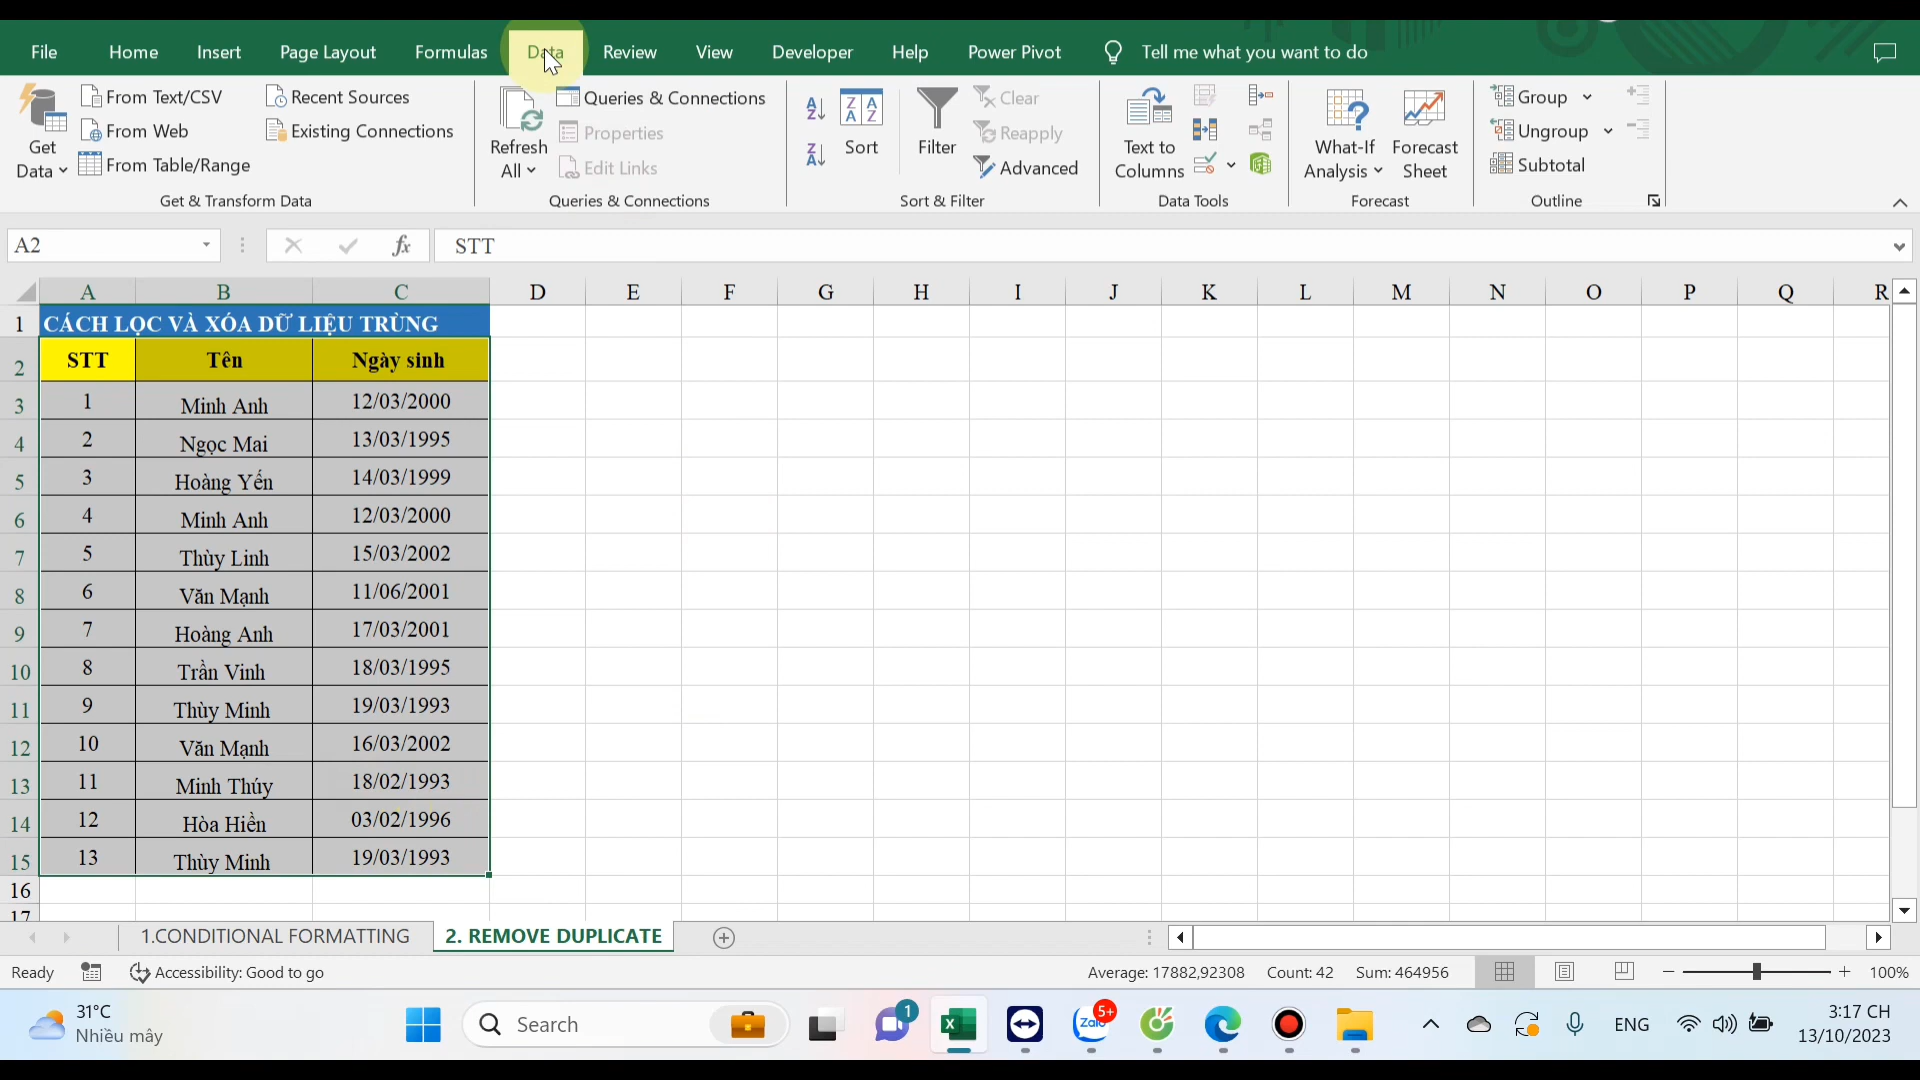 File Home Insert Page Layout Formulas Data Review View Developer Help Power Pivot Tell me what you want to do
Get Data
From Text/CSV
From Web
From Table/Range
Recent Sources
Existing Connections
Get & Transform Data
Refresh All
Queries & Connections
Properties
Edit Links
Queries & Connections
Sort
Filter
Clear
Reapply
Advanced
Sort & Filter
Text to Columns
Data Tools
What-If Analysis
Forecast Sheet
Forecast
Group
Ungroup
Subtotal
Outline
A2 fx STT
A B C D E F G H I J K L M N O P Q R
1 CÁCH LỌC VÀ XÓA DỮ LIỆU TRÙNG
2 STT Tên Ngày sinh
3 1 Minh Anh 12/03/2000
4 2 Ngọc Mai 13/03/1995
5 3 Hoàng Yến 14/03/1999
6 4 Minh Anh 12/03/2000
7 5 Thùy Linh 15/03/2002
8 6 Văn Mạnh 11/06/2001
9 7 Hoàng Anh 17/03/2001
10 8 Trần Vinh 18/03/1995
11 9 Thùy Minh 19/03/1993
12 10 Văn Mạnh 16/03/2002
13 11 Minh Thúy 18/02/1993
14 12 Hòa Hiền 03/02/1996
15 13 Thùy Minh 19/03/1993
16
17
1.CONDITIONAL FORMATTING 2. REMOVE DUPLICATE
Ready Accessibility: Good to go Average: 17882,92308 Count: 42 Sum: 464956 100%
31°C
Nhiều mây
Search
1
Zalo
5+
ENG
3:17 CH
13/10/2023